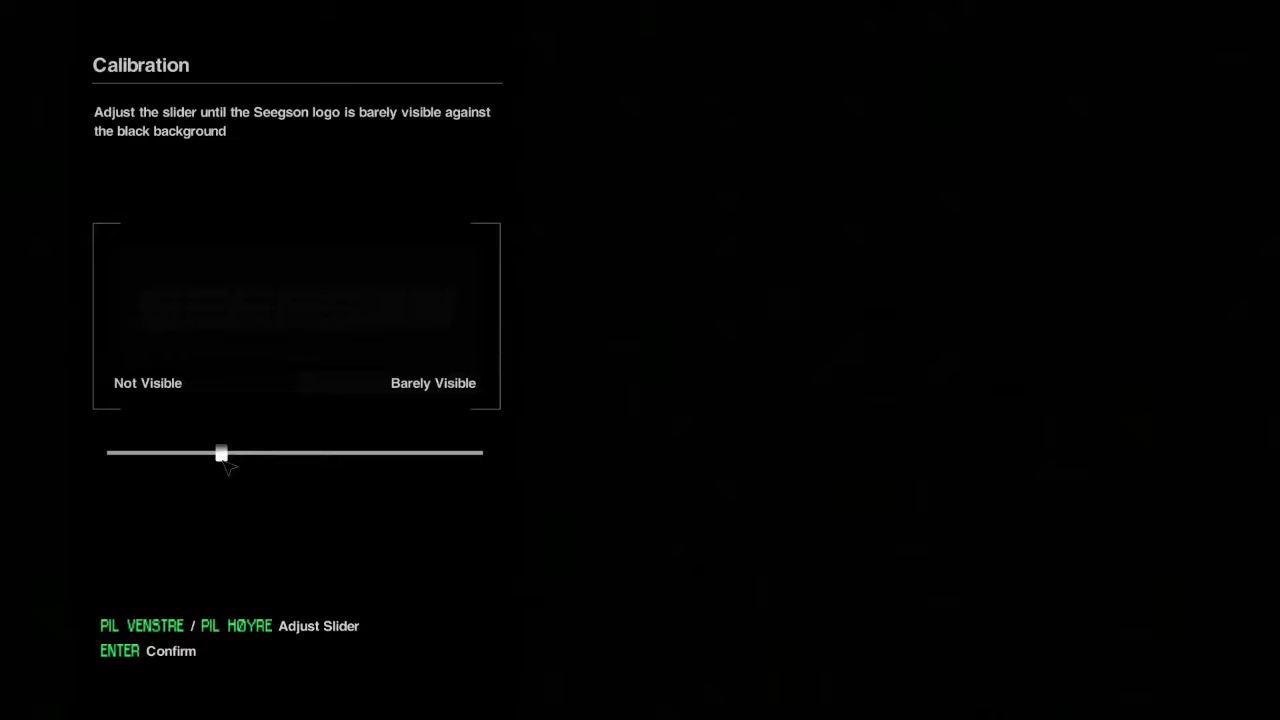 Calibration
Adjust the slider until the Seegson logo is barely visible against
the black background
SEEGSON
Not Visible
Barely Visible
PIL VENSTRE / PIL HØYRE Adjust Slider
ENTER Confirm